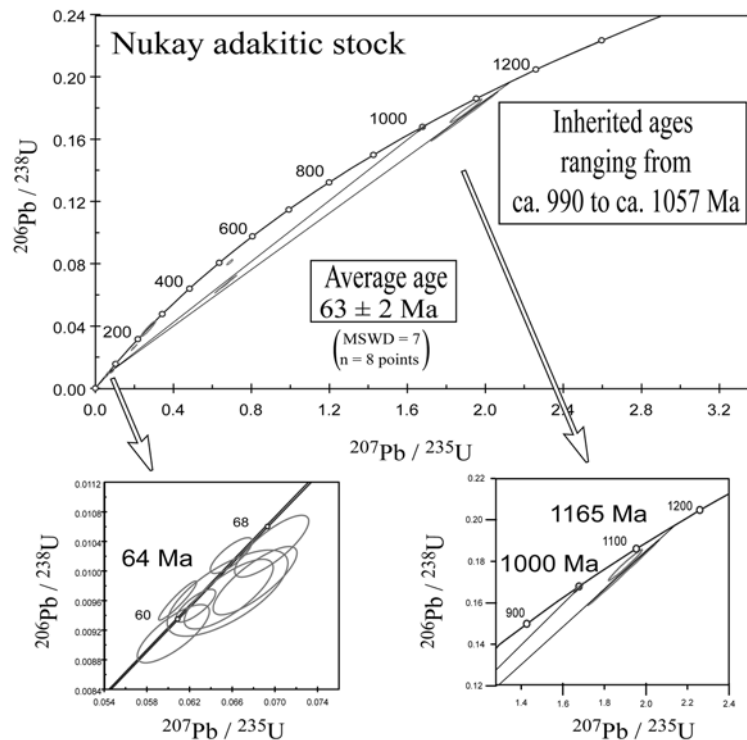 Nukay adakitic stock
0.24
0.20
0.16
0.12
0.08
0.04
0.00
206Pb / 238U
200
400
600
800
1000
1200
Inherited ages
ranging from
ca. 990 to ca. 1057 Ma
Average age
63 ± 2 Ma
(MSWD = 7
n = 8 points)
0.0 0.4 0.8 1.2 1.6 2.0 2.4 2.8 3.2
207Pb / 235U
0.0112
0.0108
0.0104
0.0100
0.0096
0.0092
0.0088
0.0084
206Pb / 238U
68
64 Ma
60
0.054 0.058 0.062 0.066 0.070 0.074
207Pb / 235U
0.22
0.20
0.18
0.16
0.14
0.12
206Pb / 238U
1165 Ma
1200
1100
1000 Ma
900
1.4 1.6 1.8 2.0 2.2 2.4
207Pb / 235U